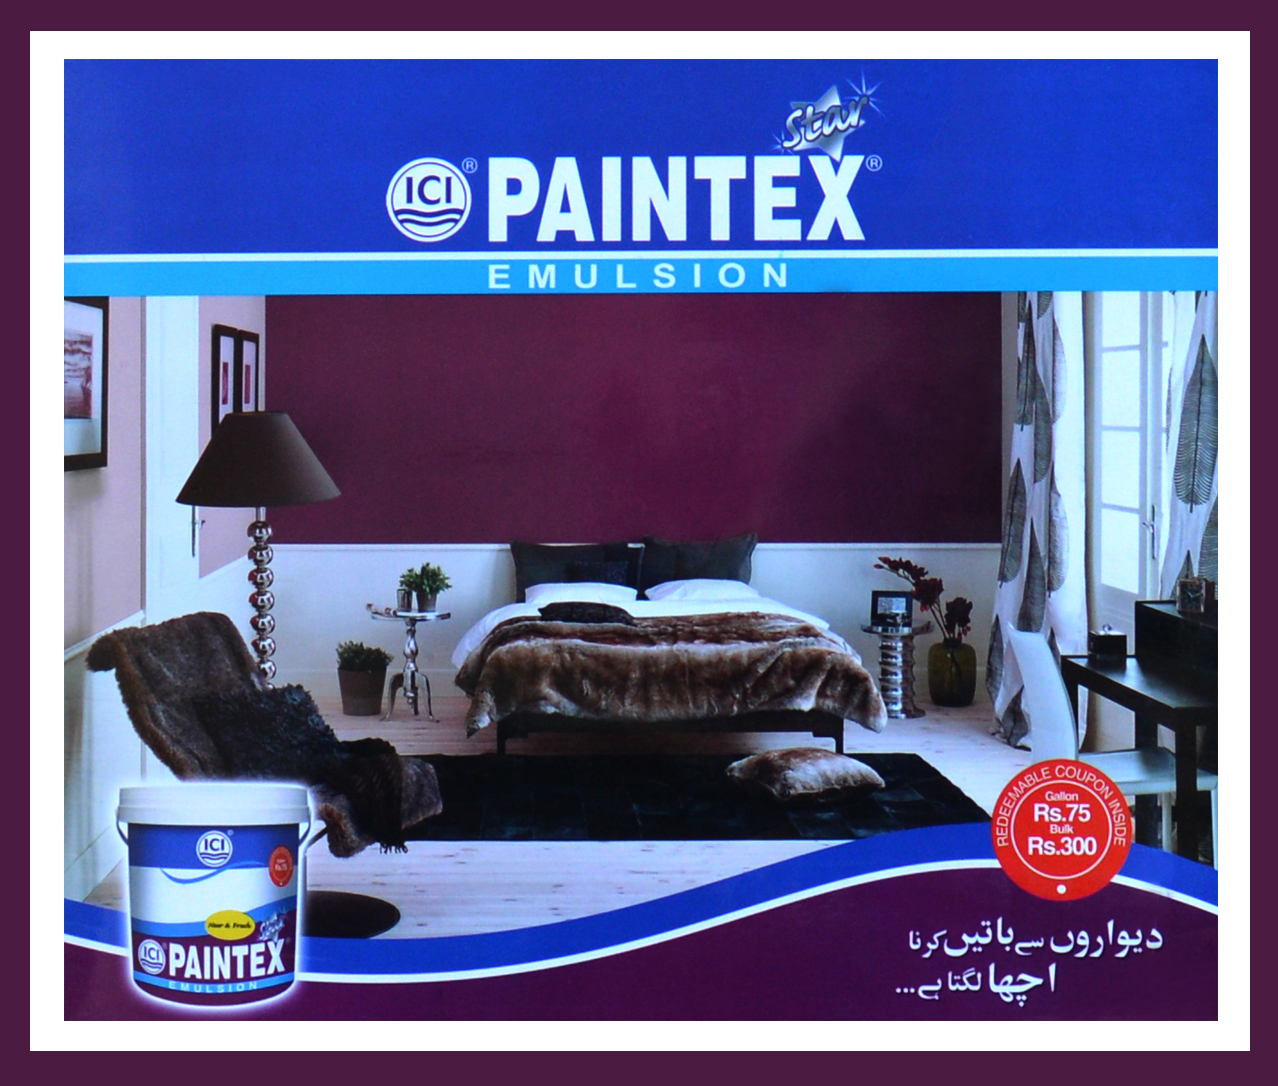 Star
ICI® PAINTEX®
EMULSION
REDEEMABLE COUPON INSIDE
Gallon
Rs.75
Bulk
Rs.300
ICI
ICI PAINTEX
EMULSION
دیواروں سے باتیں کرنا
اچھا لگتا ہے...